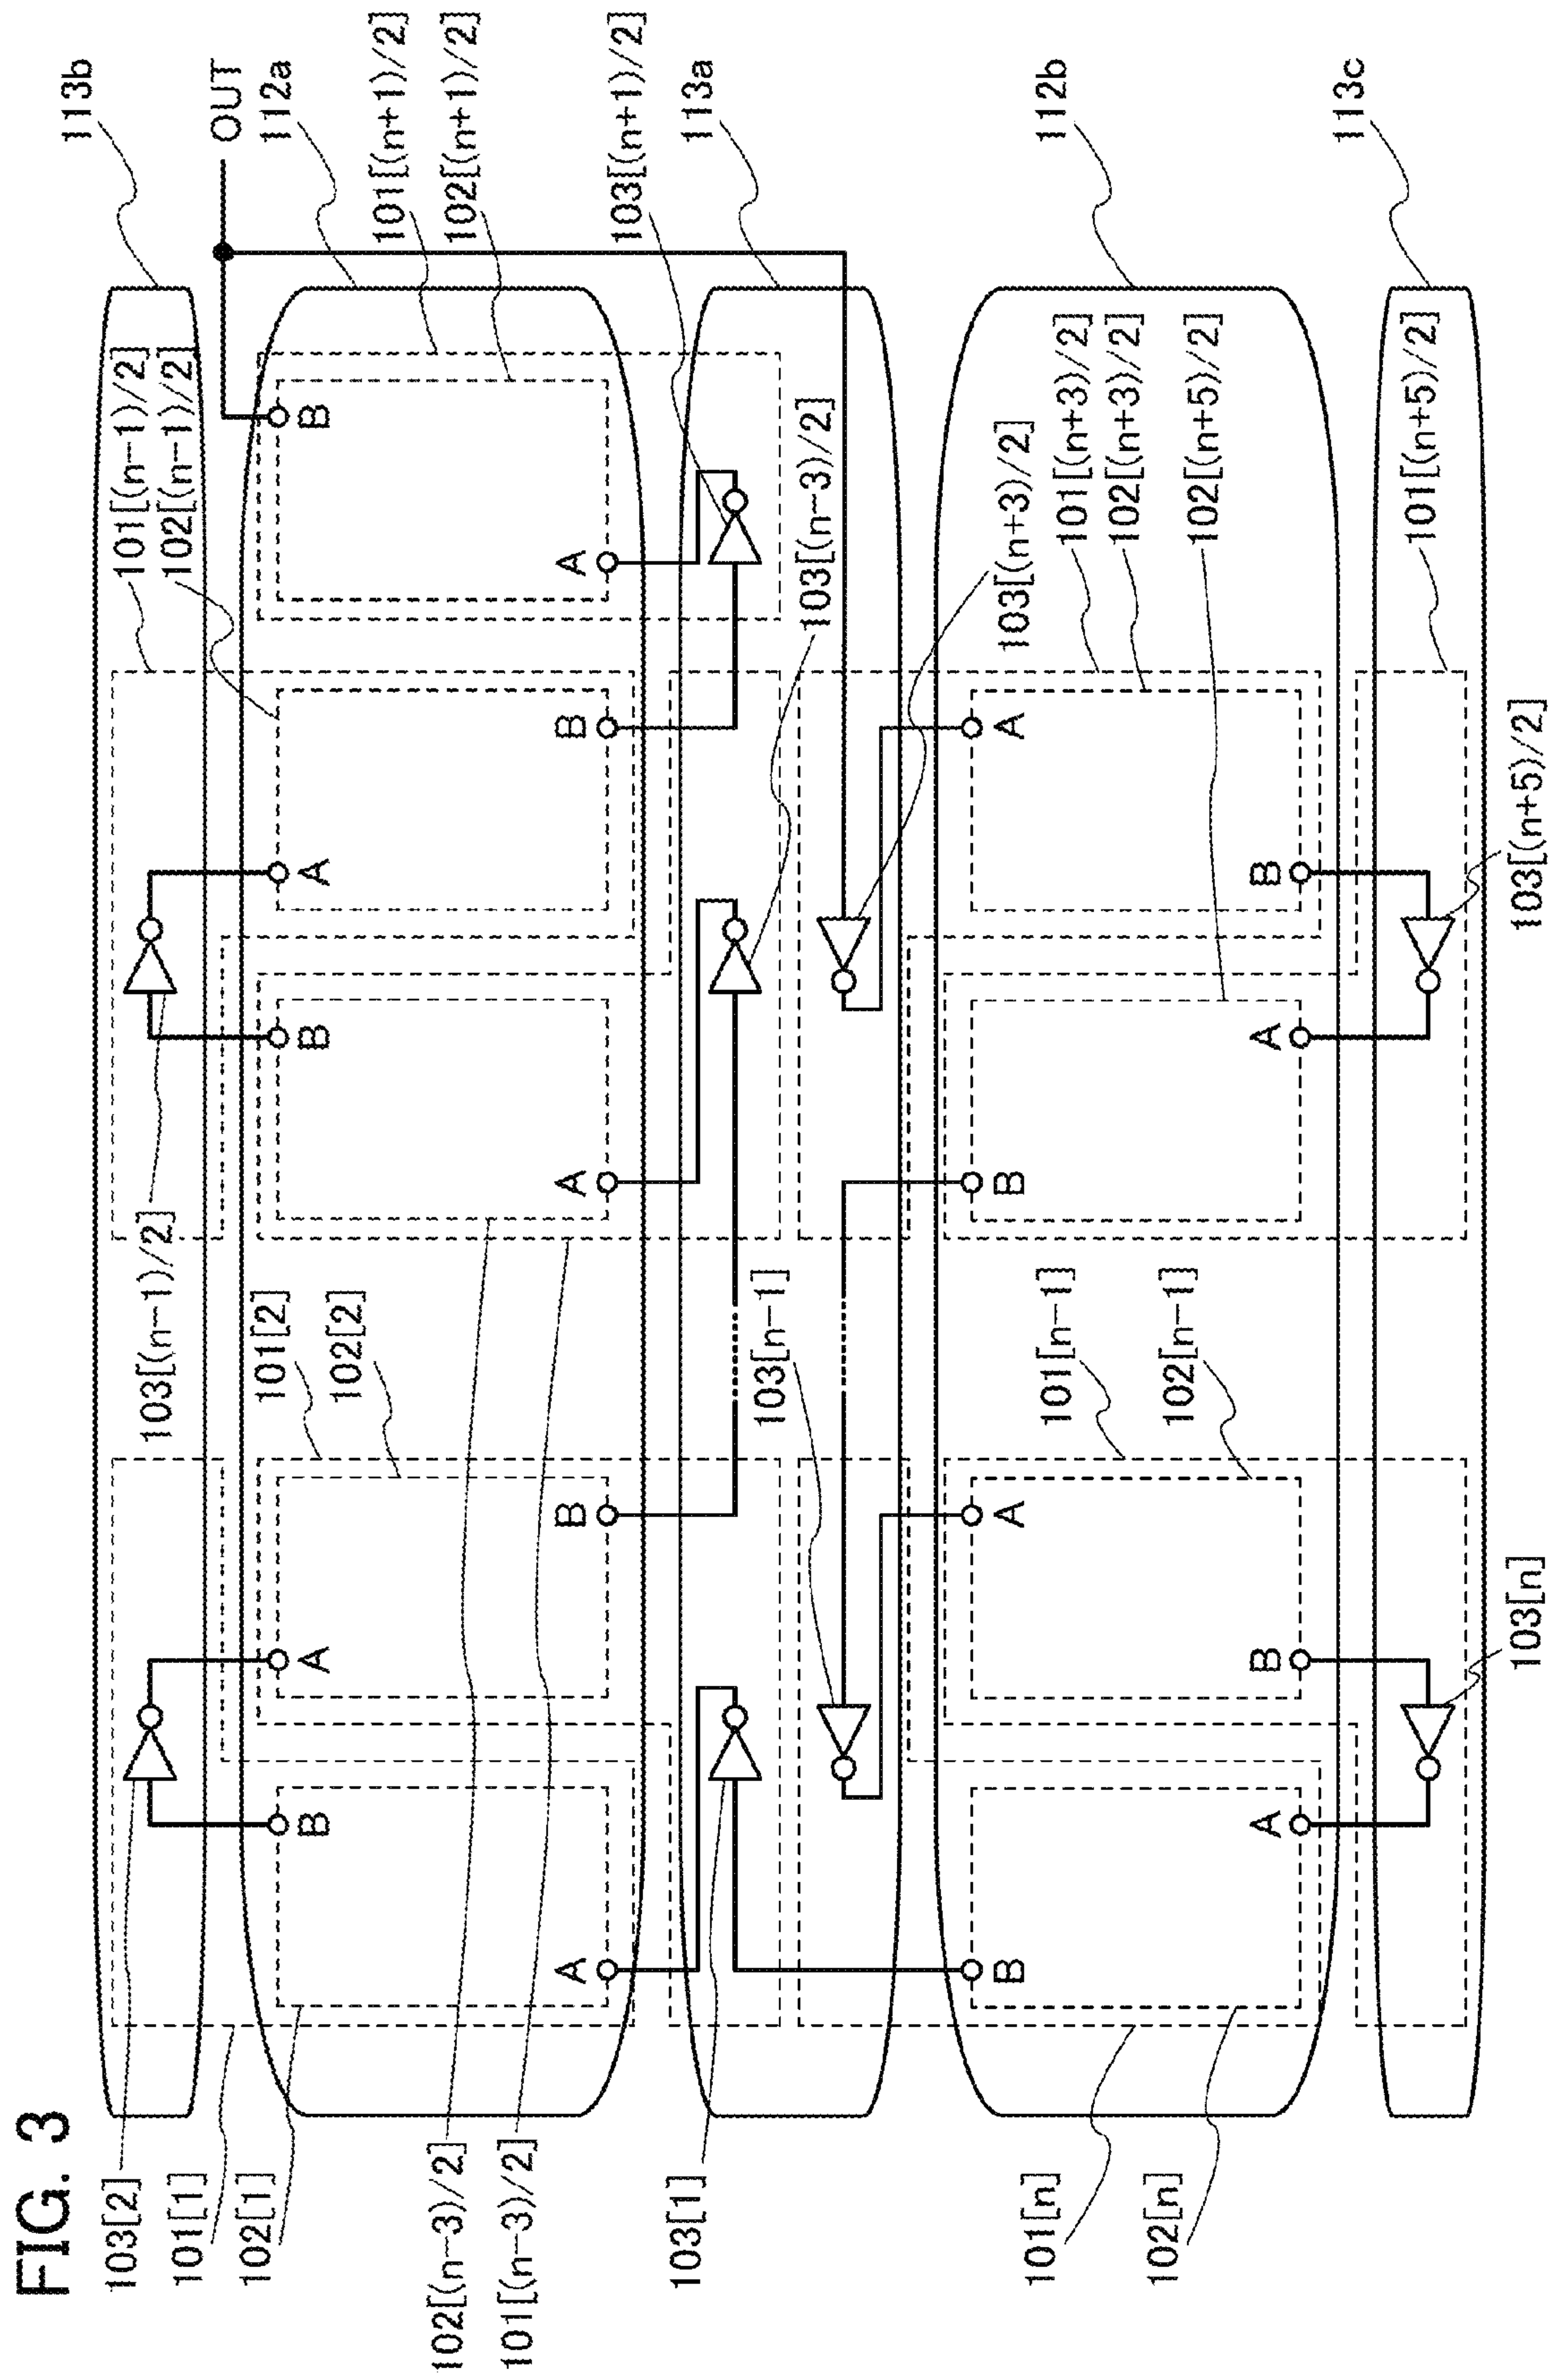 FIG. 3
113b
103[2]
101[(n−1)/2]
103[(n−1)/2]
102[(n−1)/2]
101[1]
OUT
102[1]
101[2]
112a
B
A
B
A
B
102[2]
101[(n+1)/2]
102[(n−3)/2]
102[(n+1)/2]
101[(n−3)/2]
A
B
A
B
A
103[(n+1)/2]
103[1]
113a
103[n−1]
103[(n−3)/2]
B
A
B
A
103[(n+3)/2]
101[n]
101[n−1]
101[(n+3)/2]
112b
102[(n+3)/2]
102[n]
102[n−1]
102[(n+5)/2]
A
B
A
B
113c
101[(n+5)/2]
103[n]
103[(n+5)/2]